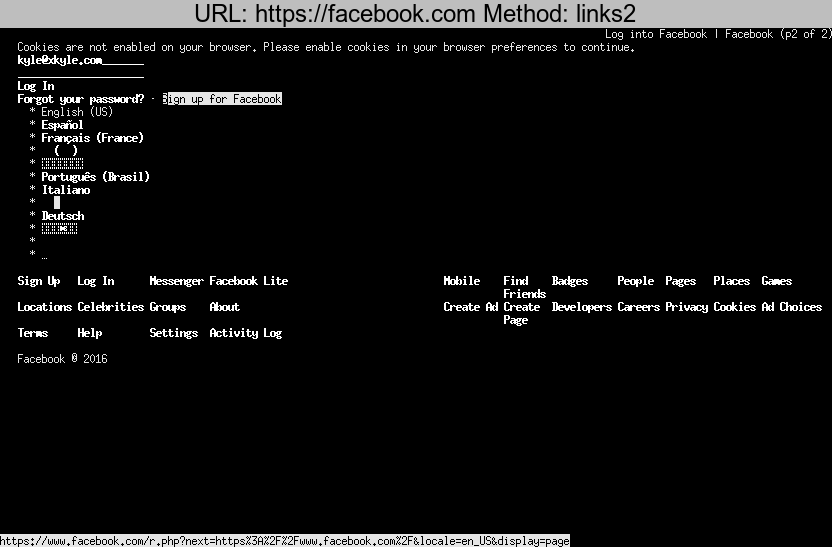 URL: https://facebook.com Method: links2
Log into Facebook | Facebook (p2 of 2)
Cookies are not enabled on your browser. Please enable cookies in your browser preferences to continue.
kyle@xkyle.com_______
_____________________
Log In
Forgot your password? · Sign up for Facebook
* English (US)
* Español
* Français (France)
* ( )
*
* Português (Brasil)
* Italiano
*
* Deutsch
*
*
* …
Sign Up Log In Messenger Facebook Lite Mobile Find Friends Badges People Pages Places Games
Locations Celebrities Groups About Create Ad Create Page Developers Careers Privacy Cookies Ad Choices
Terms Help Settings Activity Log
Facebook © 2016
https://www.facebook.com/r.php?next=https%3A%2F%2Fwww.facebook.com%2F&locale=en_US&display=page